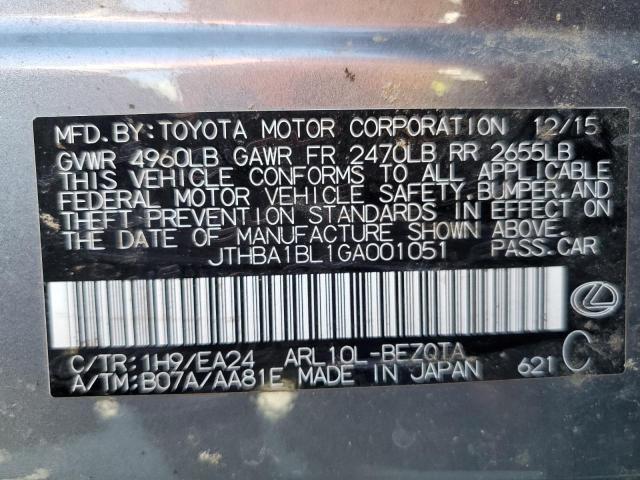 MFD. BY: TOYOTA MOTOR CORPORATION 12/15
GVWR 4960LB GAWR FR 2470LB RR 2655LB
THIS VEHICLE CONFORMS TO ALL APPLICABLE
FEDERAL MOTOR VEHICLE SAFETY, BUMPER, AND
THEFT PREVENTION STANDARDS IN EFFECT ON
THE DATE OF MANUFACTURE SHOWN ABOVE.
JTHBA1BL1GA001051 PASS. CAR
C/TR: 1H9/EA24 ARL10L-BEZQTA C
A/TM: B07A/AA81E MADE IN JAPAN 621